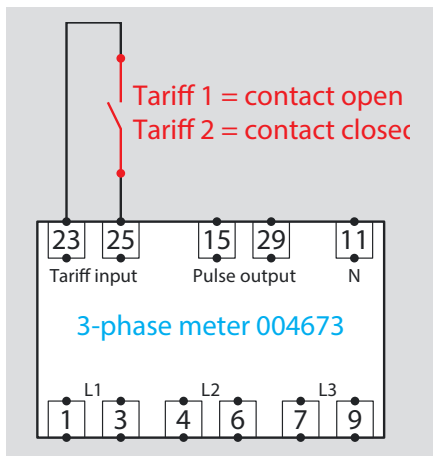 Tariff 1 = contact open
Tariff 2 = contact closed
23 25 15 29 11
Tariff input Pulse output N
3-phase meter 004673
L1 L2 L3
1 3 4 6 7 9